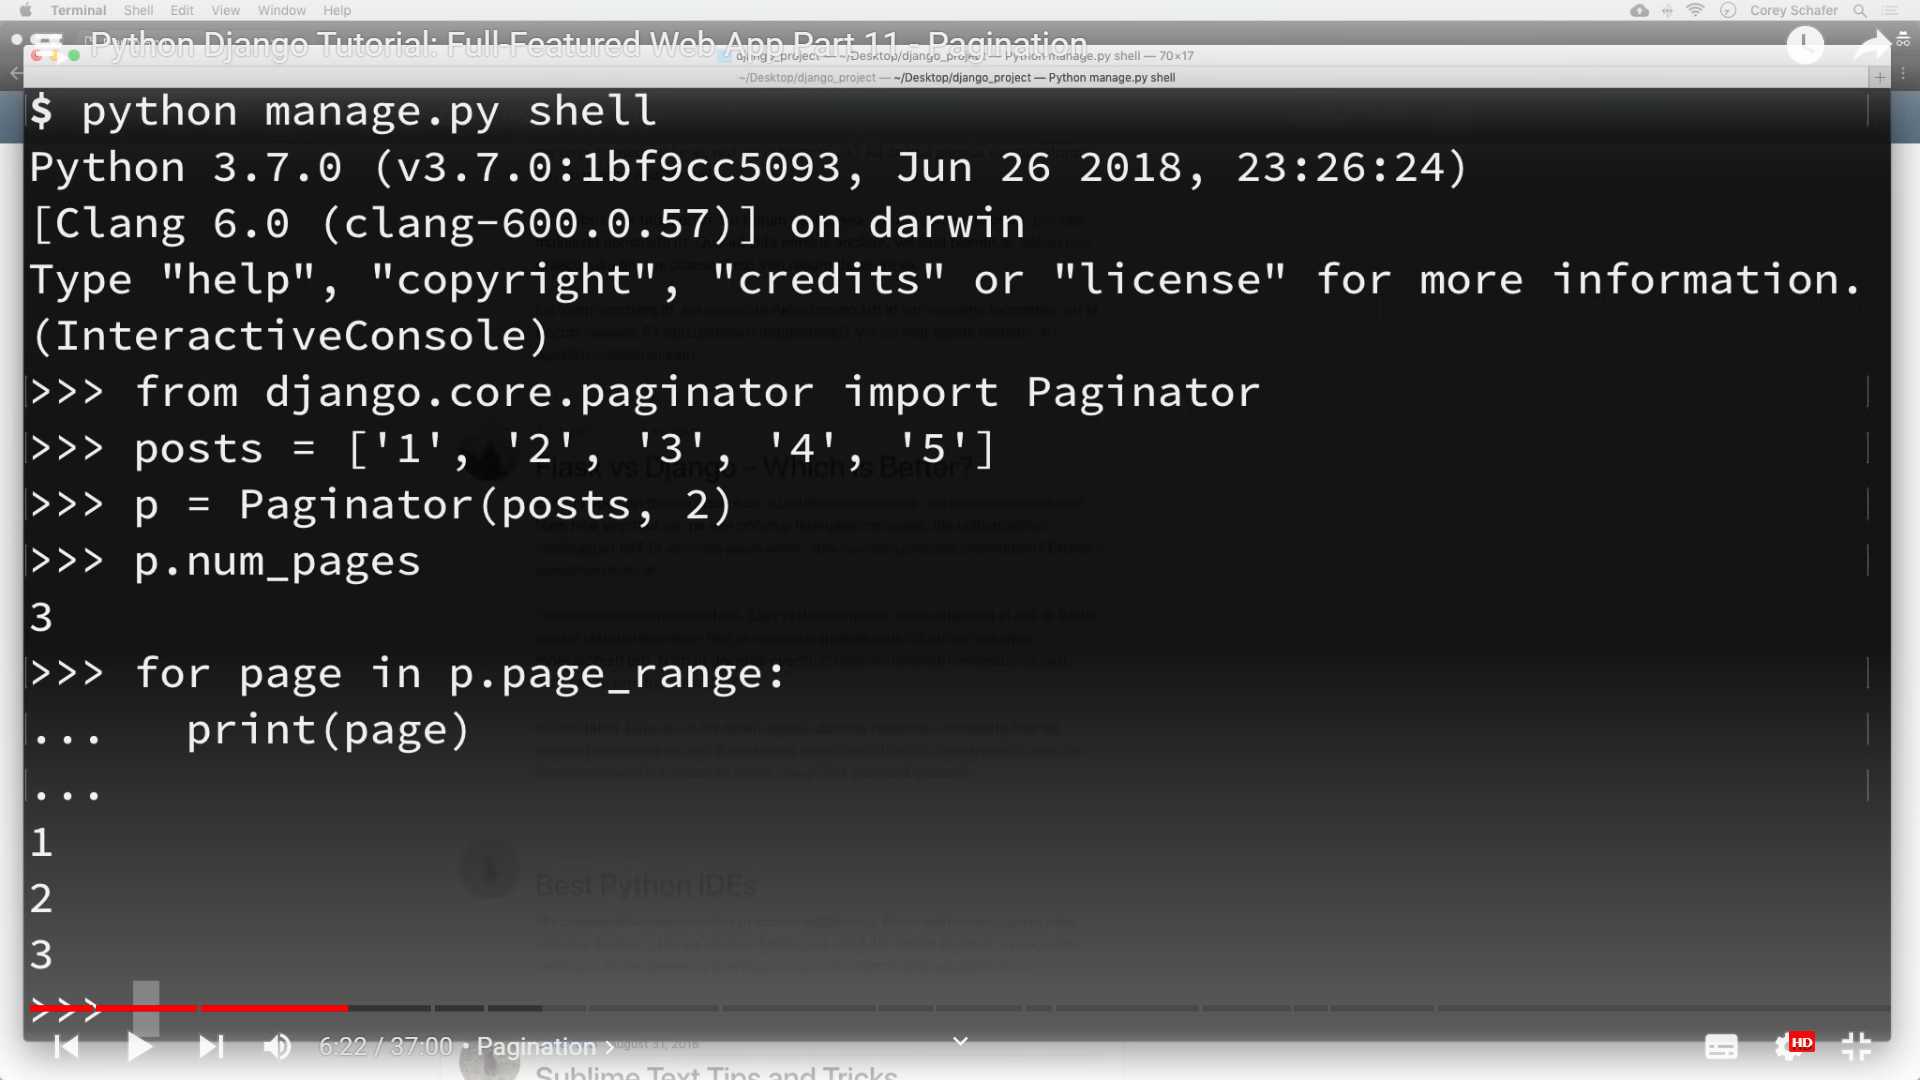 Terminal Shell Edit View Window Help Corey Schafer
Python Django Tutorial: Full-Featured Web App Part 11 - Pagination
django_project — ~/Desktop/django_project — Python manage.py shell — 70×17
~/Desktop/django_project — ~/Desktop/django_project — Python manage.py shell
$ python manage.py shell
Python 3.7.0 (v3.7.0:1bf9cc5093, Jun 26 2018, 23:26:24)
[Clang 6.0 (clang-600.0.57)] on darwin
Type "help", "copyright", "credits" or "license" for more information.
(InteractiveConsole)
>>> from django.core.paginator import Paginator
>>> posts = ['1', '2', '3', '4', '5']
Flask vs Django - Which is Better?
>>> p = Paginator(posts, 2)
>>> p.num_pages
3
>>> for page in p.page_range:
...   print(page)
...
1
2
Best Python IDEs
3
>>>
6:22 / 37:00 • Pagination >
August 31, 2018
HD
Sublime Text Tips and Tricks